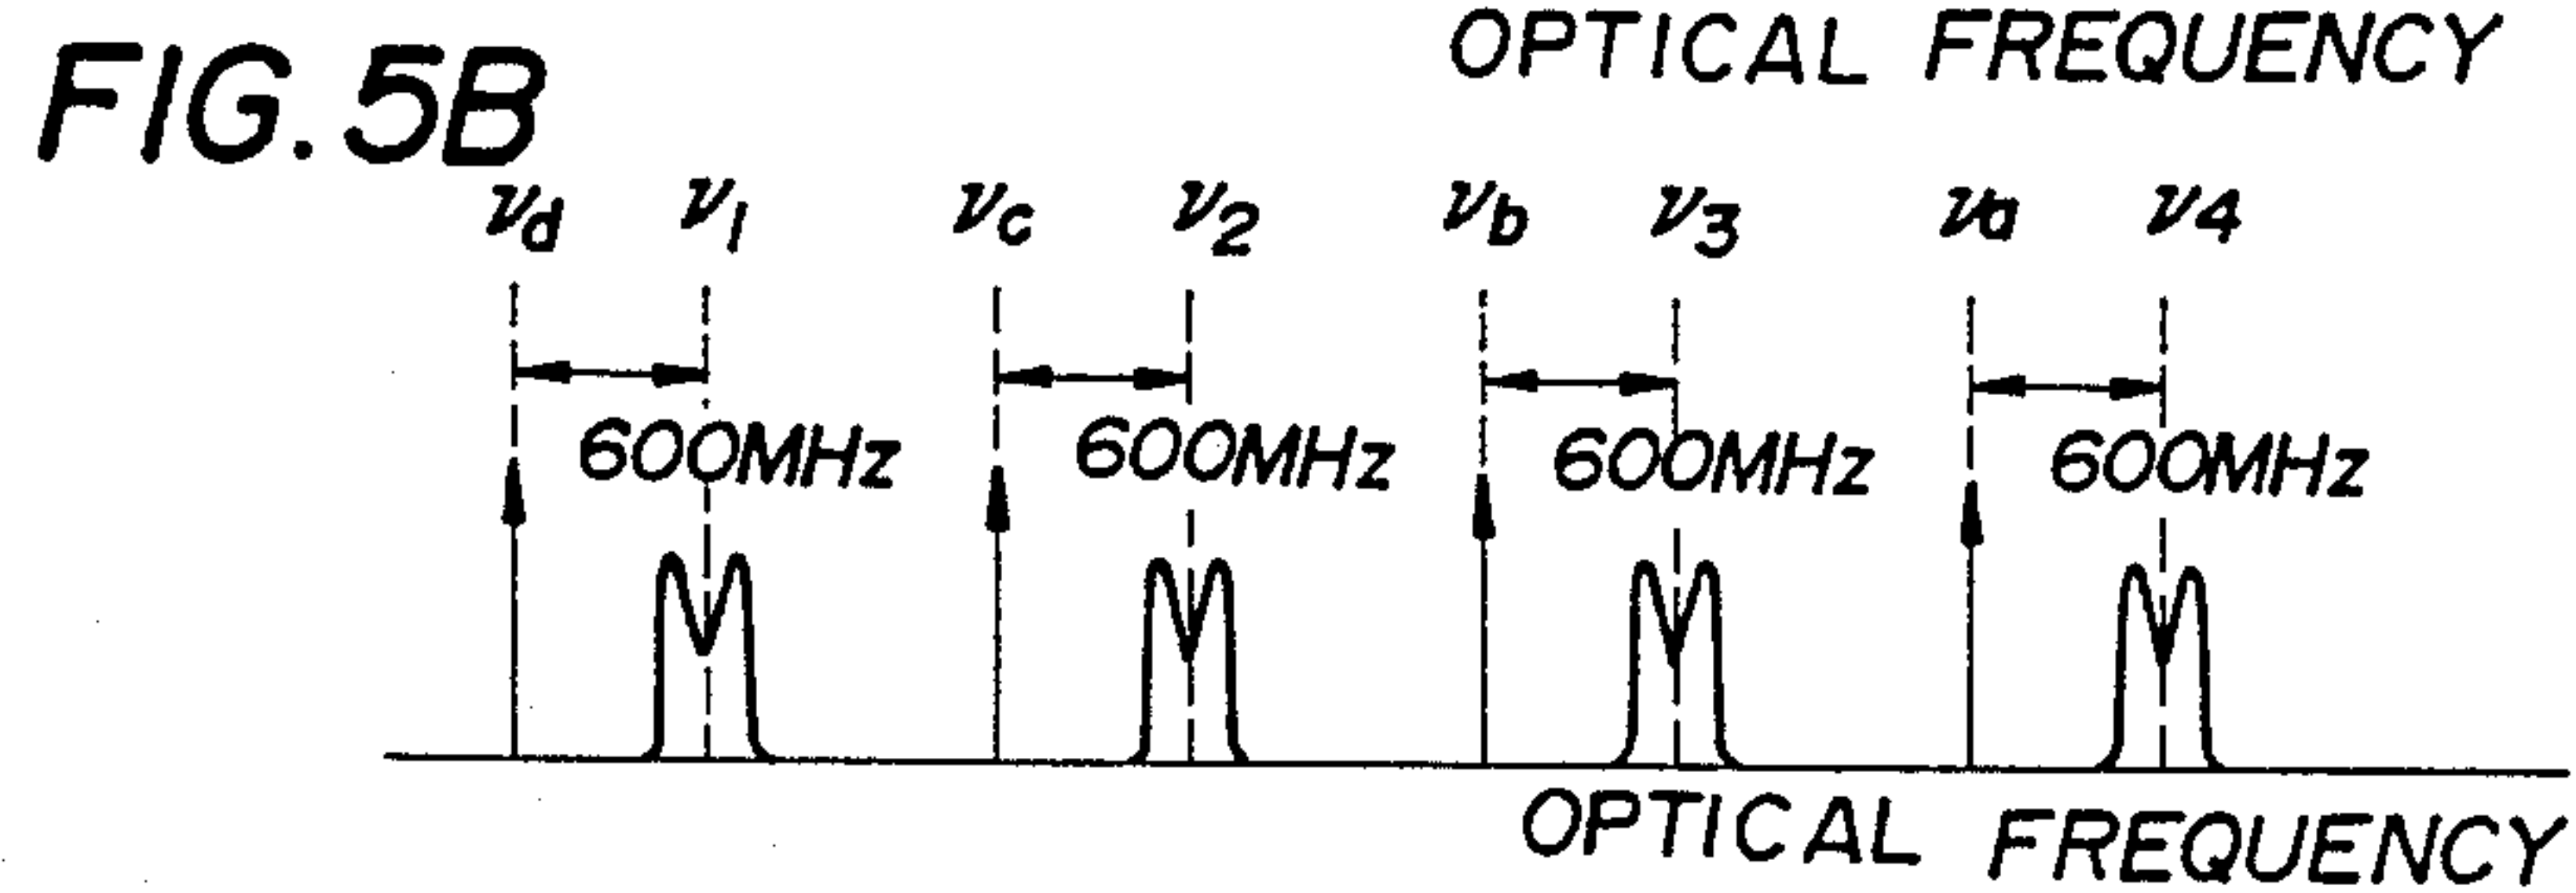 OPTICAL FREQUENCY
FIG. 5B
νd ν1 νc ν2 νb ν3 νa ν4
600MHz 600MHz 600MHz 600MHz
OPTICAL FREQUENCY